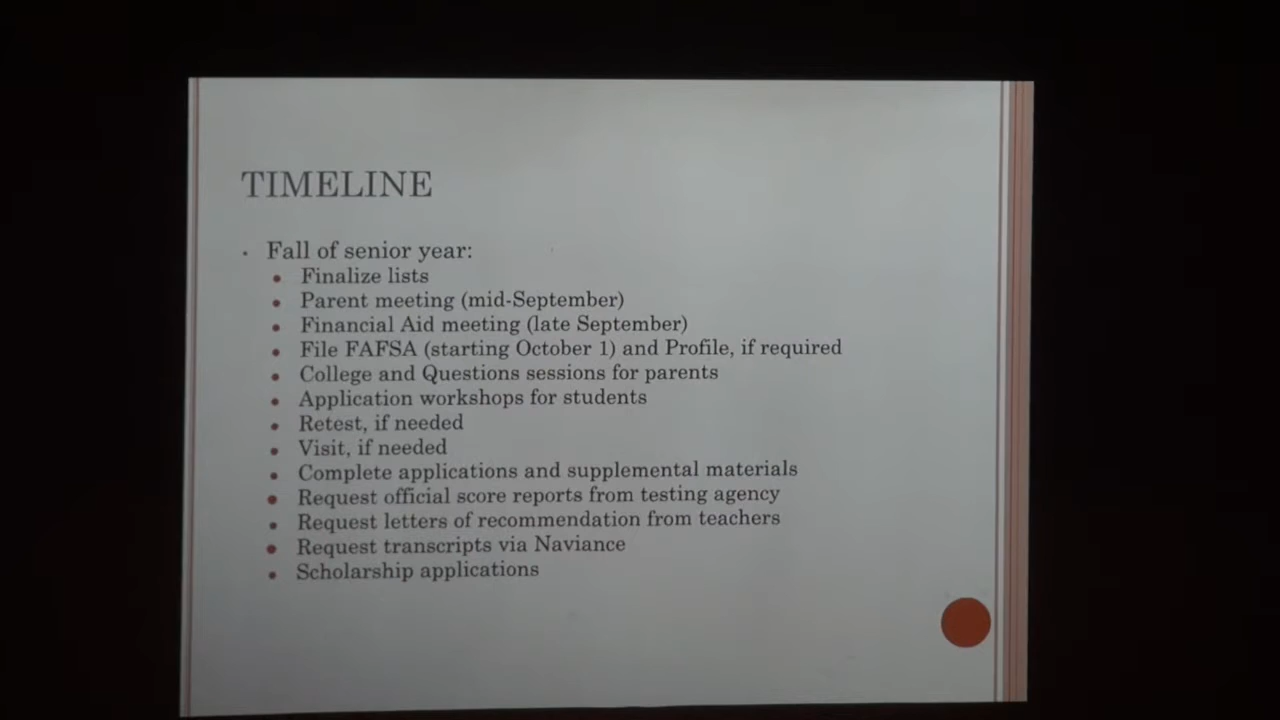 TIMELINE
• Fall of senior year:
• Finalize lists
• Parent meeting (mid-September)
• Financial Aid meeting (late September)
• File FAFSA (starting October 1) and Profile, if required
• College and Questions sessions for parents
• Application workshops for students
• Retest, if needed
• Visit, if needed
• Complete applications and supplemental materials
• Request official score reports from testing agency
• Request letters of recommendation from teachers
• Request transcripts via Naviance
• Scholarship applications